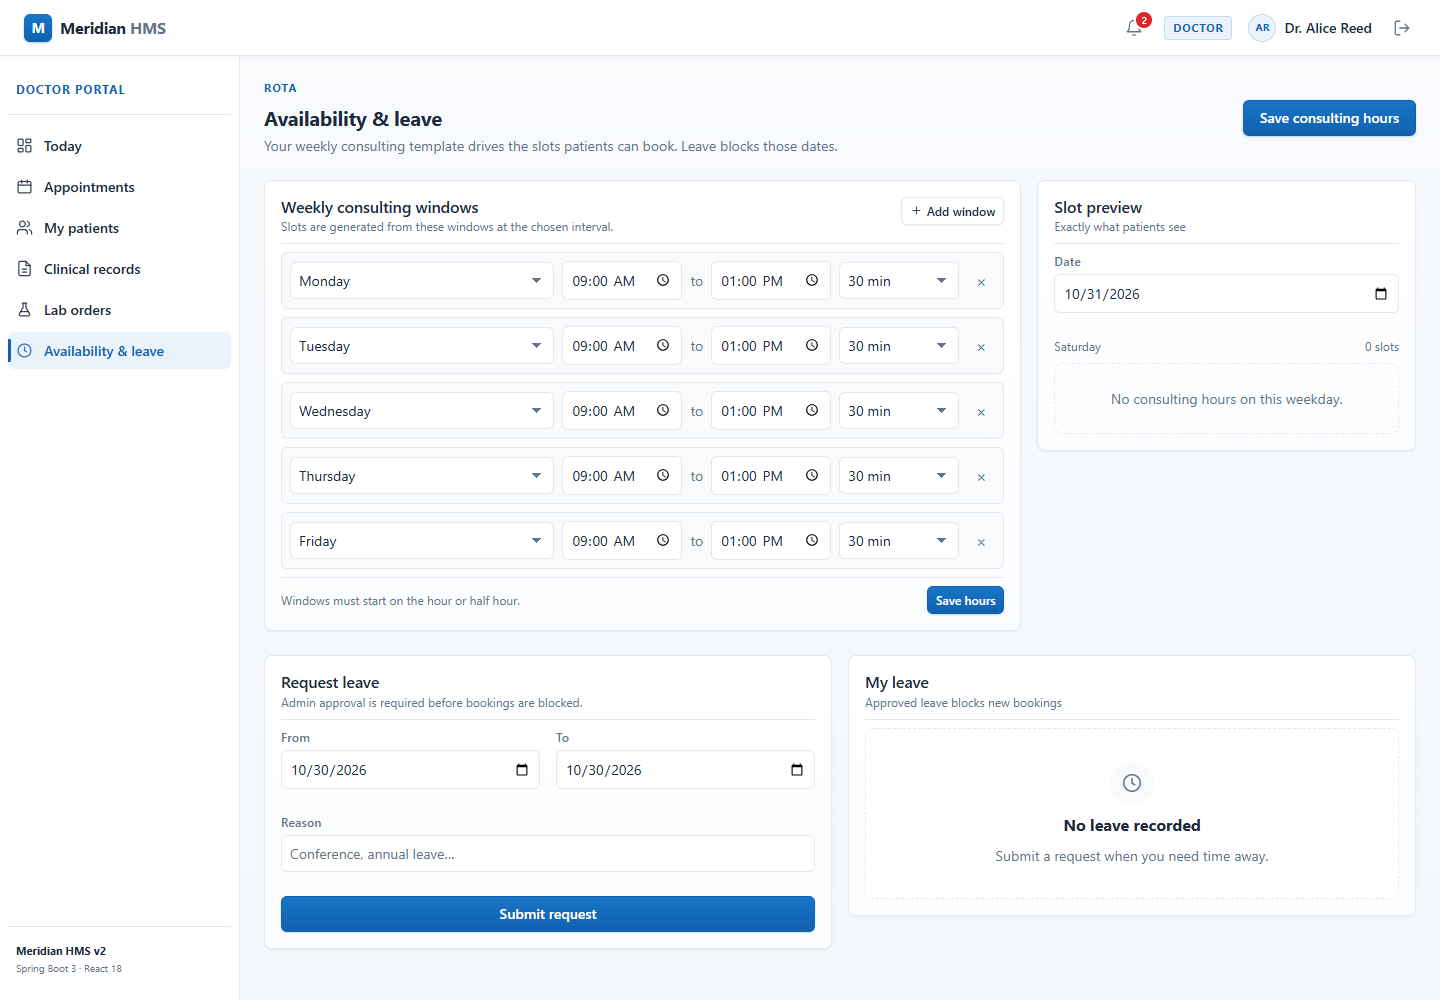 M Meridian HMS
2
DOCTOR
AR Dr. Alice Reed
DOCTOR PORTAL
Today
Appointments
My patients
Clinical records
Lab orders
Availability & leave
Meridian HMS v2
Spring Boot 3 · React 18
ROTA
Availability & leave
Your weekly consulting template drives the slots patients can book. Leave blocks those dates.
Save consulting hours
Weekly consulting windows
Slots are generated from these windows at the chosen interval.
+ Add window
Monday 09:00 AM to 01:00 PM 30 min ×
Tuesday 09:00 AM to 01:00 PM 30 min ×
Wednesday 09:00 AM to 01:00 PM 30 min ×
Thursday 09:00 AM to 01:00 PM 30 min ×
Friday 09:00 AM to 01:00 PM 30 min ×
Windows must start on the hour or half hour.
Save hours
Slot preview
Exactly what patients see
Date
10/31/2026
Saturday 0 slots
No consulting hours on this weekday.
Request leave
Admin approval is required before bookings are blocked.
From To
10/30/2026 10/30/2026
Reason
Conference, annual leave...
Submit request
My leave
Approved leave blocks new bookings
No leave recorded
Submit a request when you need time away.